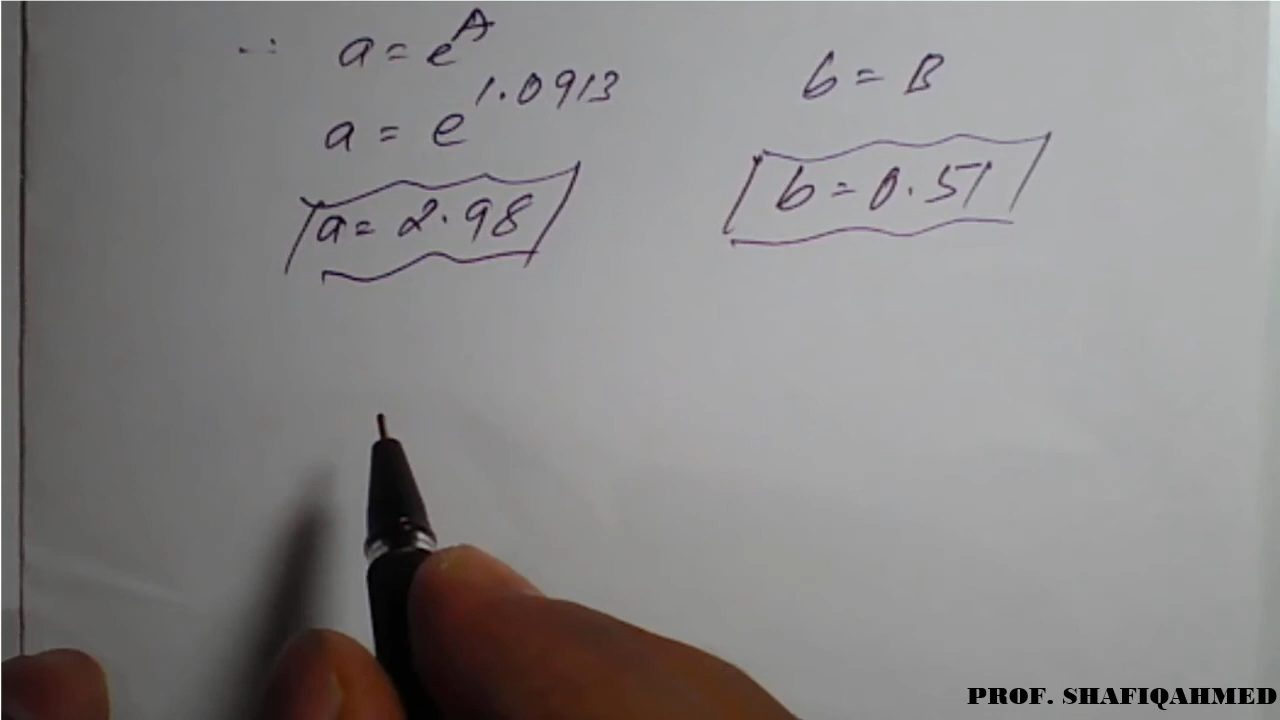 ∴ a = e^A
a = e^1.0913
a = 2.98
b = B
b = 0.51
PROF. SHAFIQAHMED